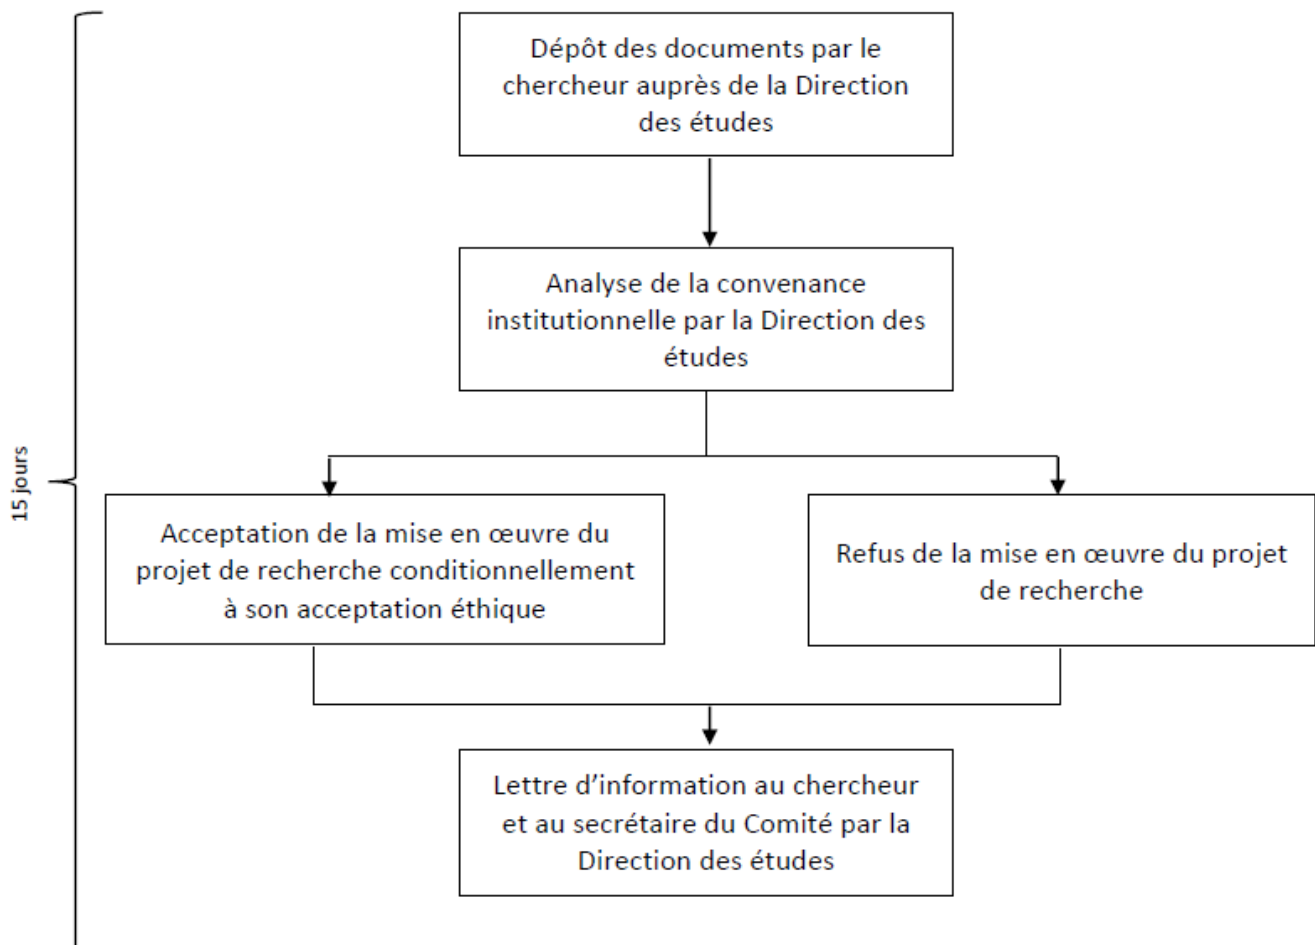 Dépôt des documents par le
chercheur auprès de la Direction
des études
Analyse de la convenance
institutionnelle par la Direction des
études
15 jours
Acceptation de la mise en œuvre du
projet de recherche conditionnellement
à son acceptation éthique
Refus de la mise en œuvre du projet
de recherche
Lettre d’information au chercheur
et au secrétaire du Comité par la
Direction des études